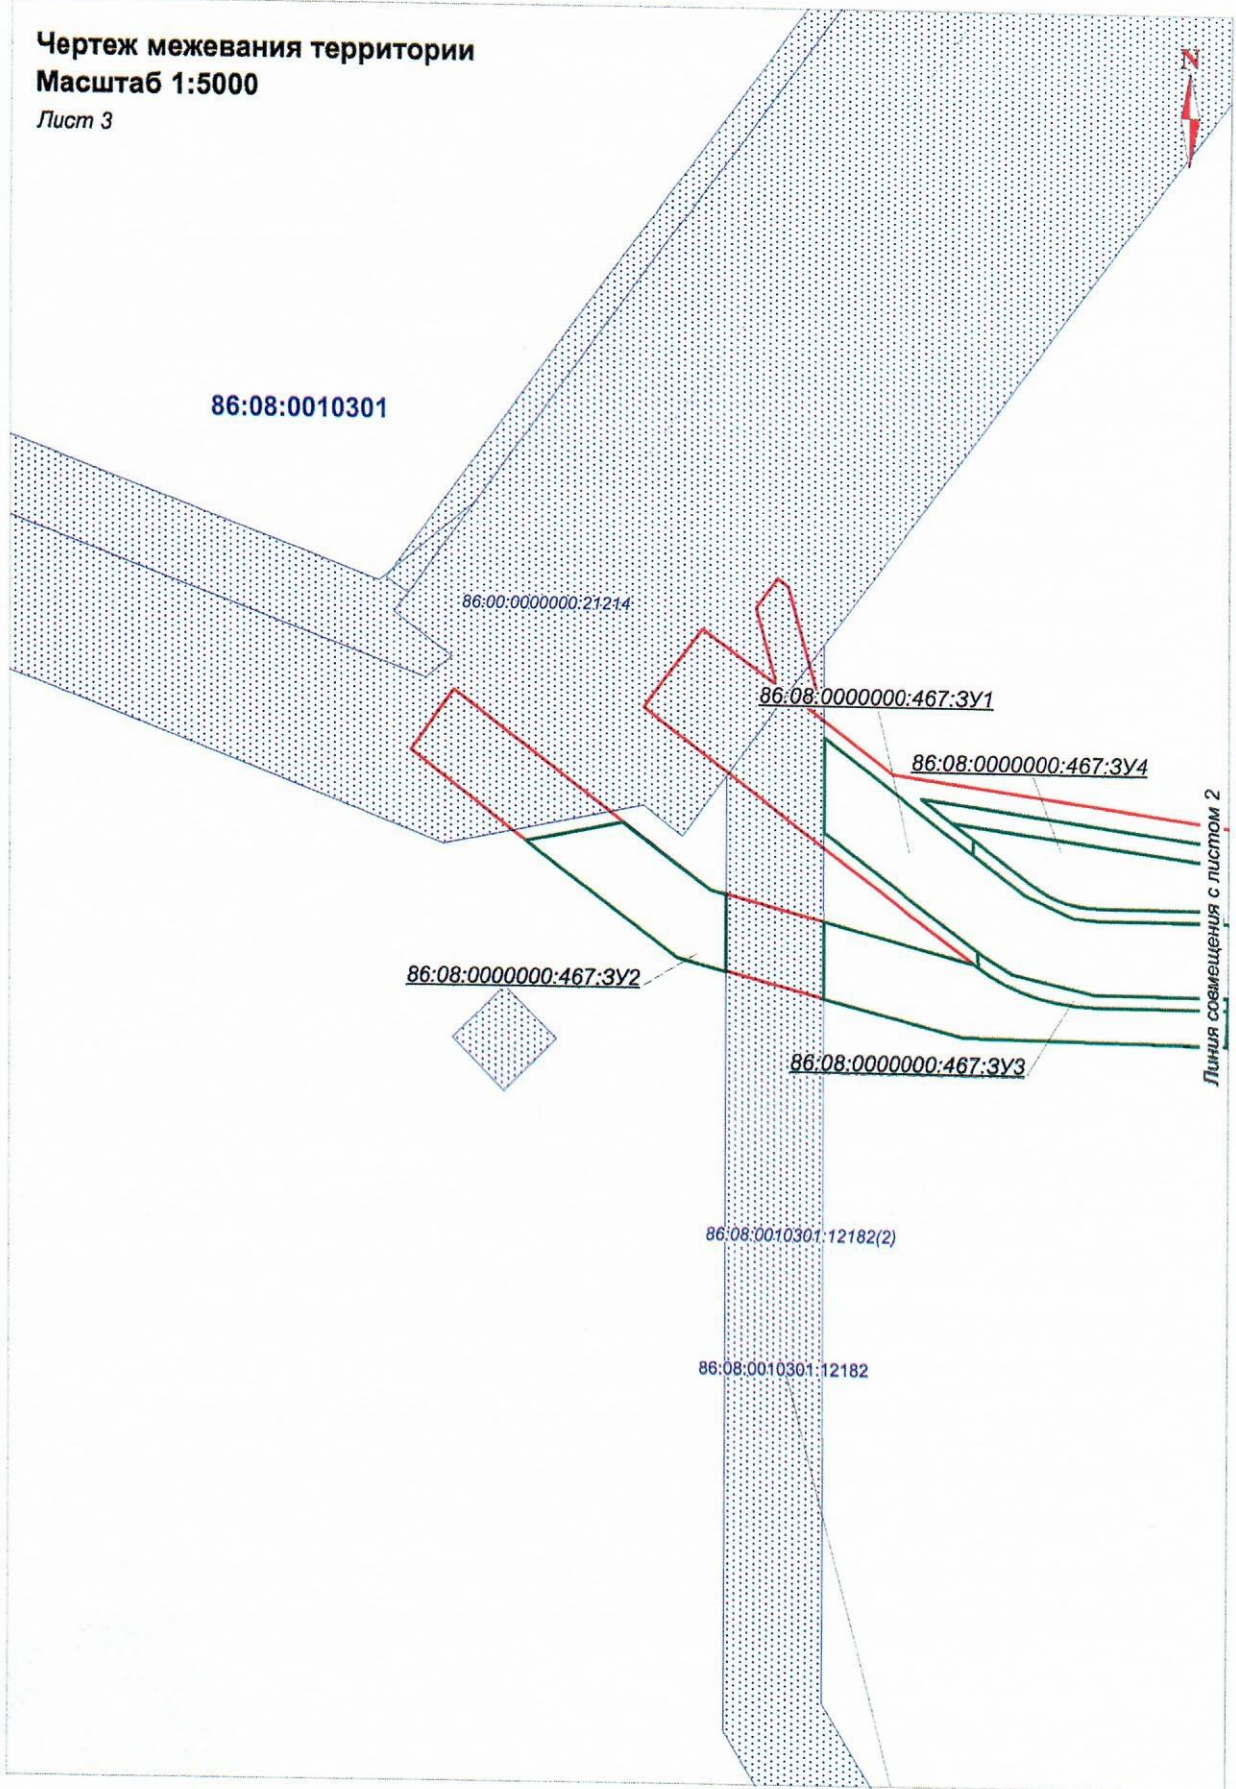 Чертеж межевания территории
Масштаб 1:5000
Лист 3
N
86:08:0010301
86:00:0000000:21214
86:08:0000000:467:ЗУ1
86:08:0000000:467:ЗУ4
Линия совмещения с листом 2
86:08:0000000:467:ЗУ2
86:08:0000000:467:ЗУ3
86:08:0010301:12182(2)
86:08:0010301:12182